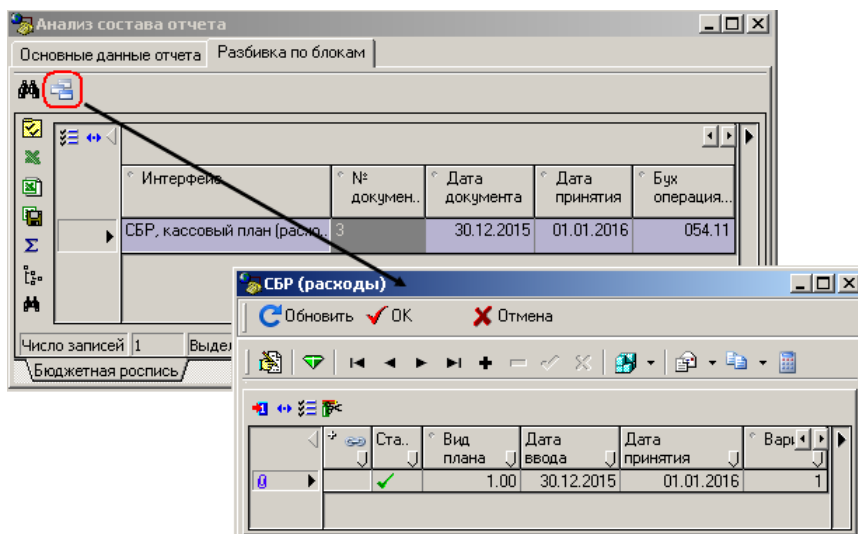 Анализ состава отчета
Основные данные отчета Разбивка по блокам
Интерфейс № Дата Дата Бух
докумен.. документа принятия операция...
СБР, кассовый план (расхо.. 3 30.12.2015 01.01.2016 054.11
Число записей 1
Бюджетная роспись
СБР (расходы)
Обновить ОК Отмена
Ста.. Вид Дата Дата
плана ввода принятия
1.00 30.12.2015 01.01.2016 1